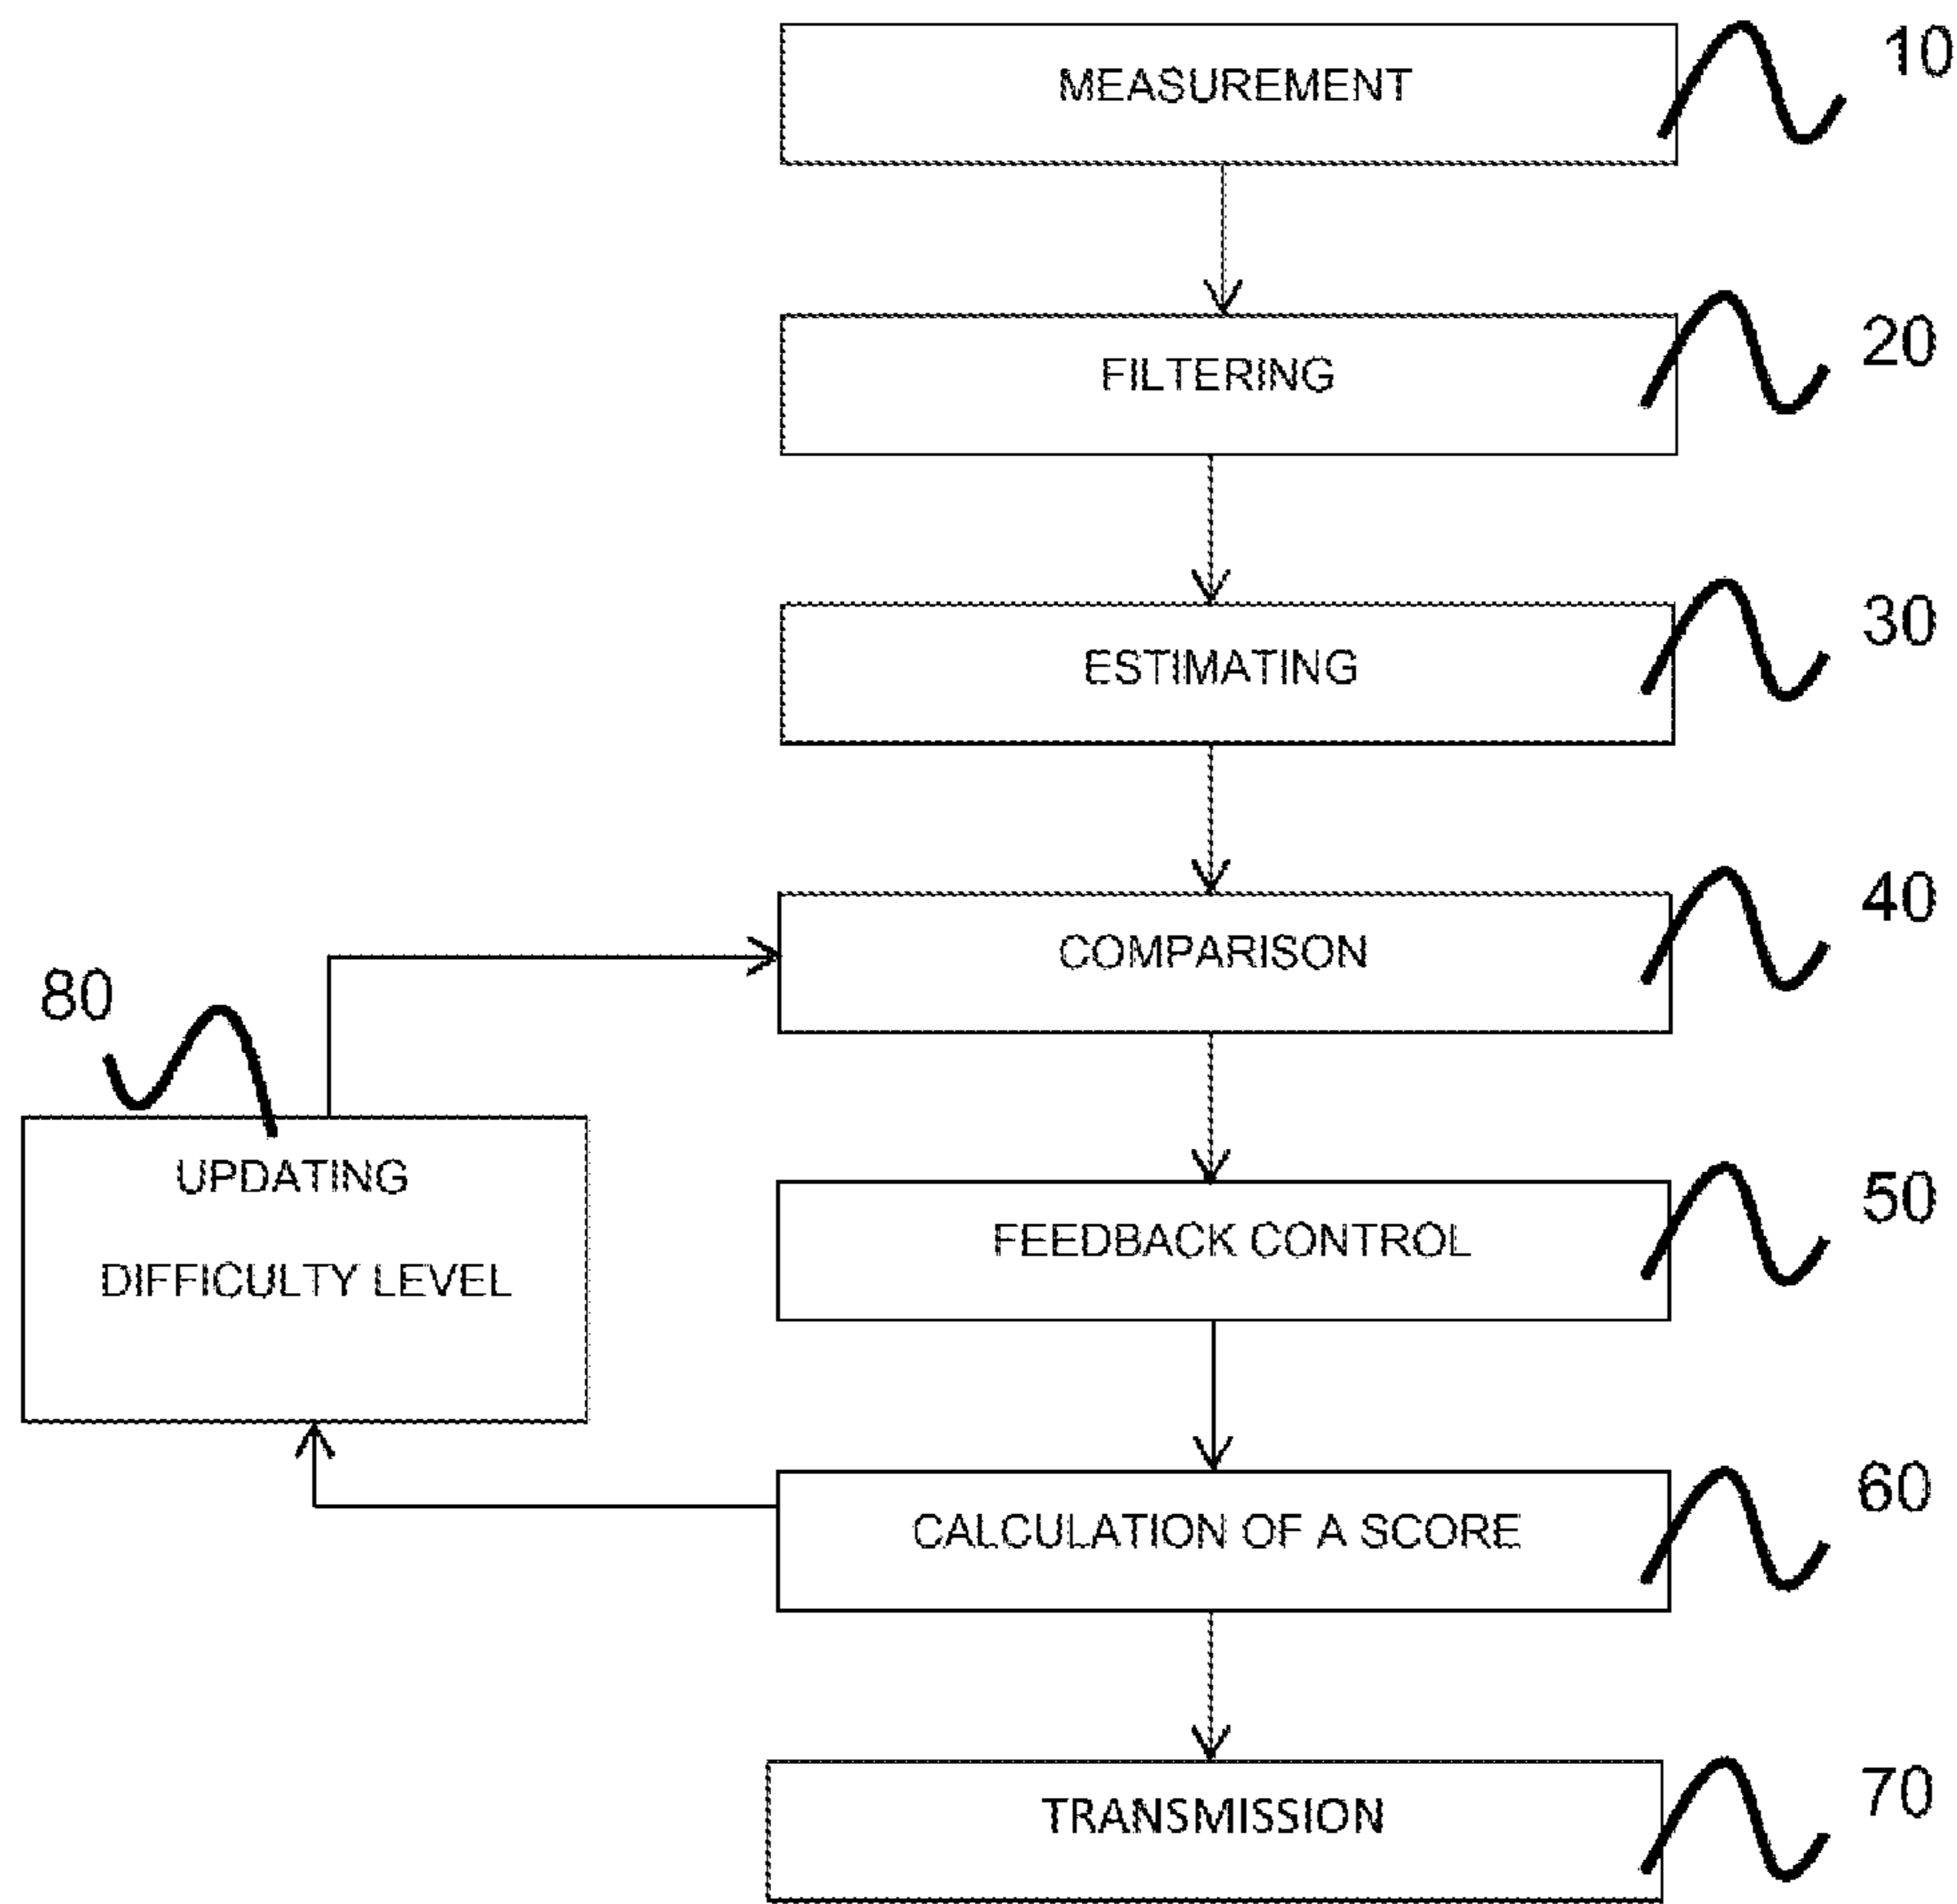 MEASUREMENT
10
FILTERING
20
ESTIMATING
30
COMPARISON
40
80
UPDATING
DIFFICULTY LEVEL
FEEDBACK CONTROL
50
CALCULATION OF A SCORE
60
TRANSMISSION
70